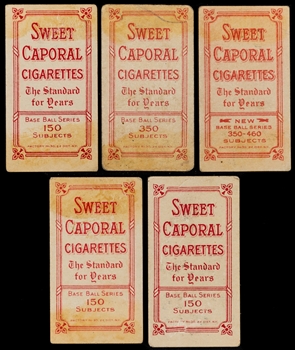 SWEET
CAPORAL
CIGARETTES
The Standard
for Years
BASE BALL SERIES
150
SUBJECTS
SWEET
CAPORAL
CIGARETTES
The Standard
for Years
BASE BALL SERIES
350
SUBJECTS
SWEET
CAPORAL
CIGARETTES
The Standard
for Years
NEW
BASE BALL SERIES
350-460
SUBJECTS
SWEET
CAPORAL
CIGARETTES
The Standard
for Years
BASE BALL SERIES
150
SUBJECTS
SWEET
CAPORAL
CIGARETTES
The Standard
for Years
BASE BALL SERIES
150
SUBJECTS